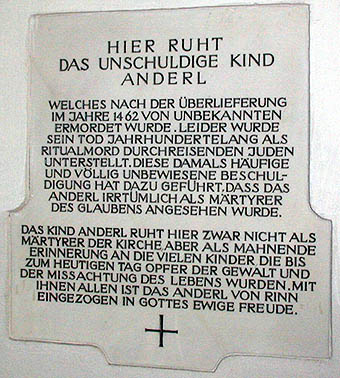 HIER RUHT
DAS UNSCHULDIGE KIND
ANDERL
WELCHES NACH DER ÜBERLIEFERUNG
IM JAHRE 1462 VON UNBEKANNTEN
ERMORDET WURDE. LEIDER WURDE
SEIN TOD JAHRHUNDERTELANG ALS
RITUALMORD DURCHREISENDEN JUDEN
UNTERSTELLT. DIESE DAMALS HÄUFIGE
UND VÖLLIG UNBEWIESENE BESCHUL-
DIGUNG HAT DAZU GEFÜHRT, DASS DAS
ANDERL IRRTÜMLICH ALS MÄRTYRER
DES GLAUBENS ANGESEHEN WURDE.
DAS KIND ANDERL RUHT HIER ZWAR NICHT ALS
MÄRTYRER DER KIRCHE, ABER ALS MAHNENDE
ERINNERUNG AN DIE VIELEN KINDER DIE BIS
ZUM HEUTIGEN TAG OPFER DER GEWALT UND
DER MISSACHTUNG DES LEBENS WURDEN. MIT
IHNEN ALLEN IST DAS ANDERL VON RINN
EINGEZOGEN IN GOTTES EWIGE FREUDE.